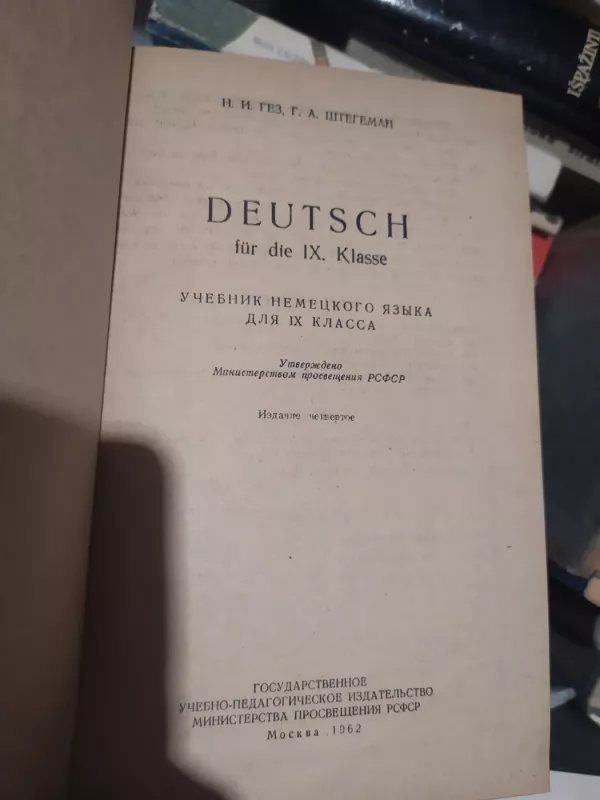 Н. И. ГЕЗ, Г. А. ШТЕГЕМАН
DEUTSCH
für die IX. Klasse
УЧЕБНИК НЕМЕЦКОГО ЯЗЫКА
ДЛЯ IX КЛАССА
Утверждено
Министерством просвещения РСФСР
Издание четвертое
ГОСУДАРСТВЕННОЕ
УЧЕБНО-ПЕДАГОГИЧЕСКОЕ ИЗДАТЕЛЬСТВО
МИНИСТЕРСТВА ПРОСВЕЩЕНИЯ РСФСР
Москва 1962
IŠPAŽINTI